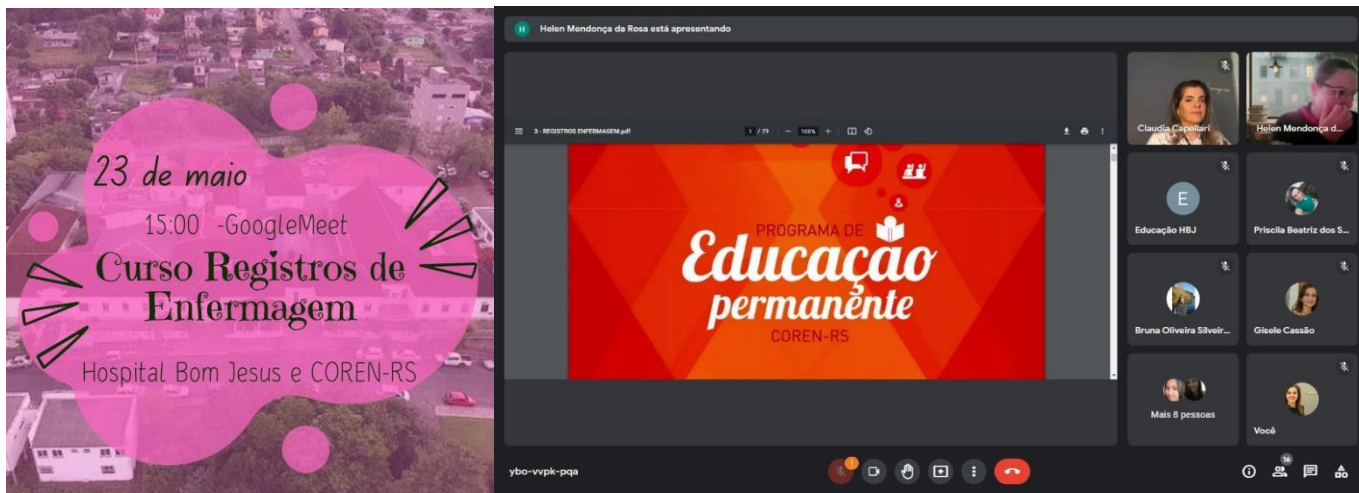 23 de maio
15:00 -GoogleMeet
Curso Registros de
Enfermagem
Hospital Bom Jesus e COREN-RS
H Helen Mendonça da Rosa está apresentando
3 - REGISTROS ENFERMAGEM.pdf 1 / 29 — 100% +
PROGRAMA DE
Educação
permanente
COREN-RS
Claudia Capellari
Helen Mendonça d...
E
Educação HBJ
Priscila Beatriz dos S...
Bruna Oliveira Silveir...
Gisele Cassão
Mais 8 pessoas
Você
ybo-vvpk-pqa
16